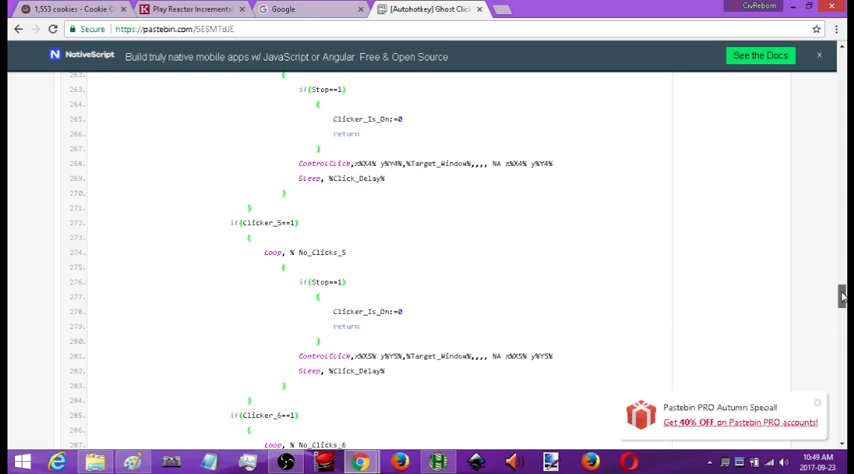 CivReborn
1,553 cookies - Cookie C
Play Reactor Incremental
Google
[Autohotkey] Ghost Click
Secure
https://pastebin.com/5ESMTdJE
NativeScript
Build truly native mobile apps w/ JavaScript or Angular. Free & Open Source
See the Docs
x
262. {
263. if(Stop==1)
264. {
265. Clicker_Is_On:=0
266. return
267. }
268. ControlClick,x%X4% y%Y4%,%Target_Window%,,,, NA x%X4% y%Y4%
269. Sleep, %Click_Delay%
270. }
271. }
272. if(Clicker_5==1)
273. {
274. Loop, % No_Clicks_5
275. {
276. if(Stop==1)
277. {
278. Clicker_Is_On:=0
279. return
280. }
281. ControlClick,x%X5% y%Y5%,%Target_Window%,,,, NA x%X5% y%Y5%
282. Sleep, %Click_Delay%
283. }
284. }
285. if(Clicker_6==1)
286. {
287. Loop, % No_Clicks_6
Pastebin PRO Autumn Special!
Get 40% OFF on Pastebin PRO accounts!
10:49 AM
2017-09-23